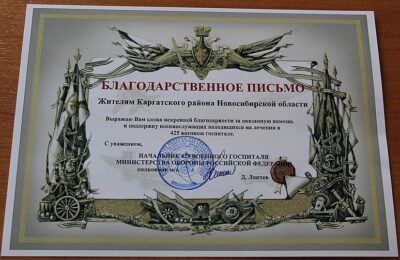 БЛАГОДАРСТВЕННОЕ ПИСЬМО
Жителям Каргатского района Новосибирской области
Выражаю Вам слова искренней благодарности за оказанную помощь
и поддержку военнослужащих находящихся на лечении в
425 военном госпитале.
С уважением,
НАЧАЛЬНИК 425 ВОЕННОГО ГОСПИТАЛЯ
МИНИСТЕРСТВА ОБОРОНЫ РОССИЙСКОЙ ФЕДЕРАЦИИ
полковник м/с
Д. Локтев